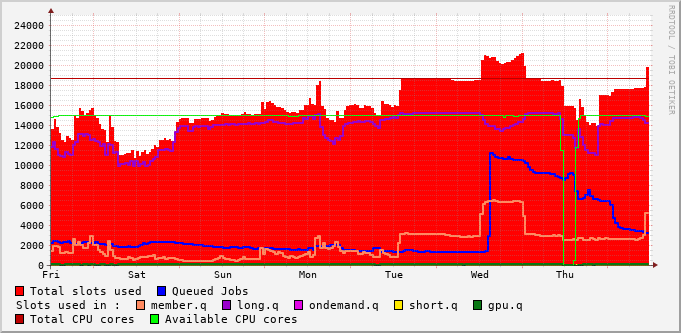 24000
22000
20000
18000
16000
14000
12000
10000
8000
6000
4000
2000
0
Fri Sat Sun Mon Tue Wed Thu
Total slots used Queued Jobs
Slots used in : member.q long.q ondemand.q short.q gpu.q
Total CPU cores Available CPU cores
RRDTOOL / TOBI OETIKER